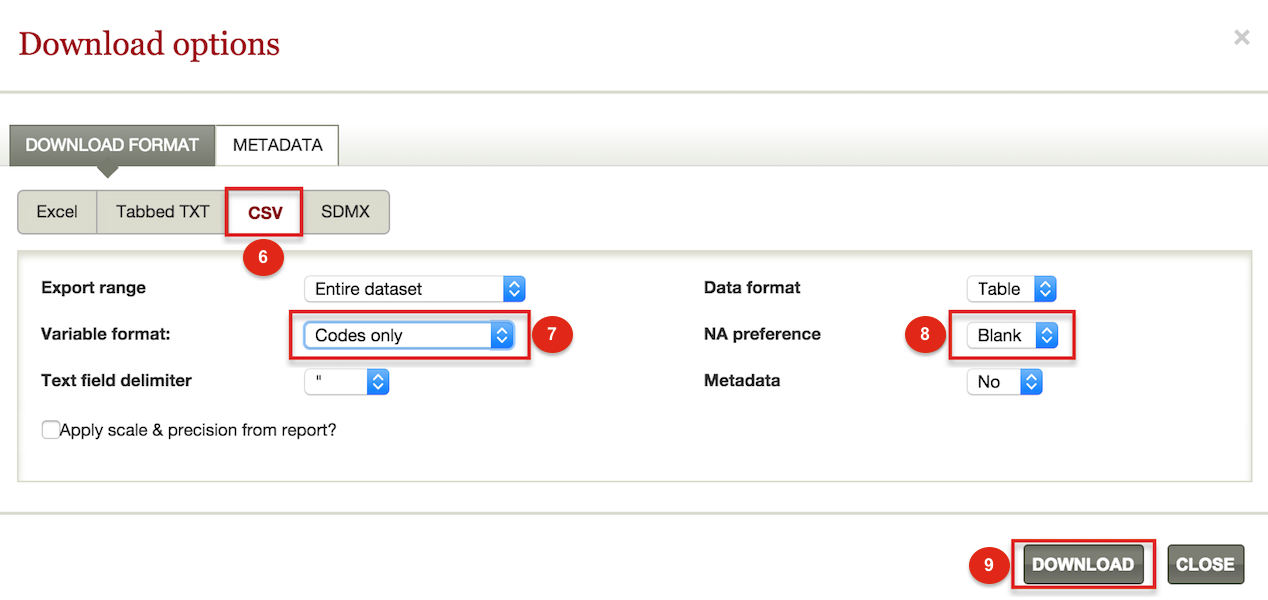 Download options
×
DOWNLOAD FORMAT METADATA
Excel Tabbed TXT CSV SDMX
6
Export range Entire dataset Data format Table
Variable format: Codes only 7 NA preference 8 Blank
Text field delimiter " Metadata No
Apply scale & precision from report?
9 DOWNLOAD CLOSE